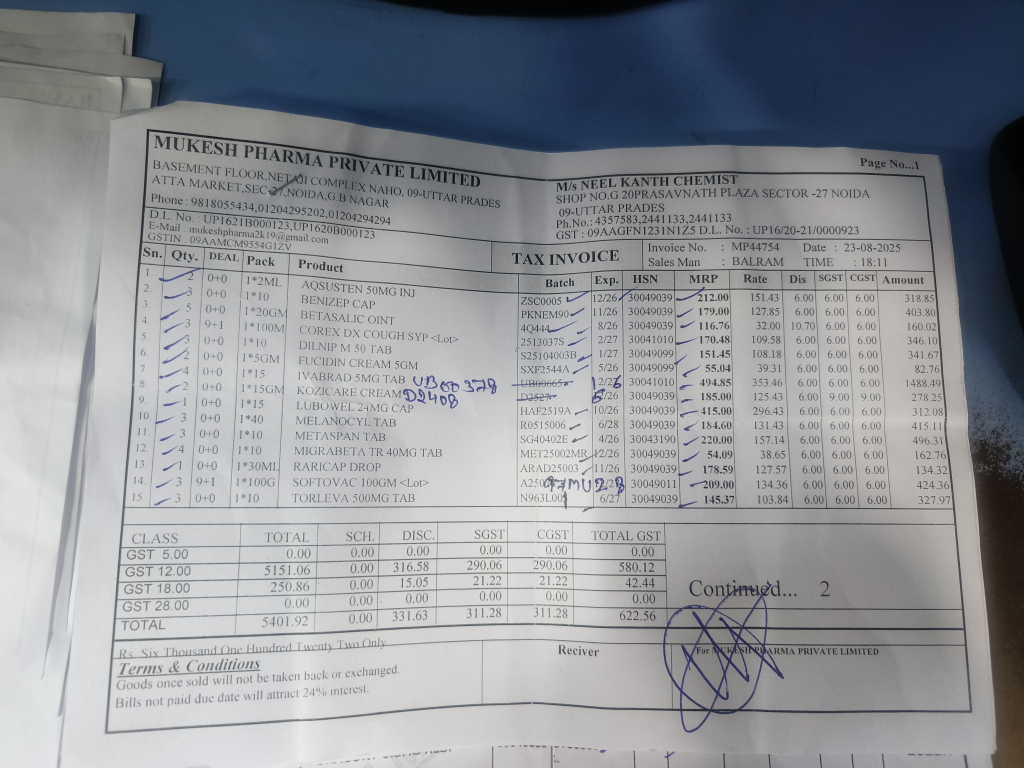 Page No...1
MUKESH PHARMA PRIVATE LIMITED
BASEMENT FLOOR, COMPLEX NAHO, 09-UTTAR PRADES
ATTA MARKET,SEC-27,NOIDA,G.B NAGAR
Phone : 9818055434,01204295202,01204294294
D.L. No. : UP1621B000123,UP1620B000123
E-Mail : mukeshpharma2k19@gmail.com
GSTIN : 09AAMCM9554G1ZV
M/s NEEL KANTH CHEMIST
SHOP NO.G 20PRASAVNATH PLAZA SECTOR -27 NOIDA
09-UTTAR PRADES
Ph.No.: 4357583,2441133,2441133
GST : 09AAGFN1231N1Z5 D.L. No. : UP16/20-21/0000923
TAX INVOICE
Invoice No. : MP44754 Date : 23-08-2025
Sales Man : BALRAM TIME : 18:11
Sn. Qty. DEAL Pack Product Batch Exp. HSN MRP Rate Dis SGST CGST Amount
1. 2 0+0 1*2ML AQSUSTEN 50MG INJ ZSC0005 12/26 30049039 212.00 151.43 6.00 6.00 6.00 318.85
2. 3 0+0 1*10 BENIZEP CAP PKNEM90 11/26 30049039 179.00 127.85 6.00 6.00 6.00 403.80
3. 5 0+0 1*20GM BETASALIC OINT 4Q444 8/26 30049039 116.76 32.00 10.70 6.00 6.00 160.02
4. 3 9+1 1*100M COREX DX COUGH SYP <Lot> 2513037S 2/27 30041010 170.48 109.58 6.00 6.00 6.00 346.10
5. 3 0+0 1*10 DILNIP M 50 TAB S25104003B 1/27 30049099 151.45 108.18 6.00 6.00 6.00 341.67
6. 2 0+0 1*5GM FUCIDIN CREAM 5GM SXF2544A 5/26 30049079 55.04 39.31 6.00 6.00 6.00 82.76
7. 4 0+0 1*15 IVABRAD 5MG TAB UB00378 UB00665 2/27 30041010 494.85 353.46 6.00 6.00 6.00 1488.49
8. 2 0+0 1*15GM KOZICARE CREAM D2408 D2527 30049039 185.00 125.43 6.00 9.00 9.00 278.25
9. 1 0+0 1*15 LUBOWEL 24MG CAP HAF2519A 10/26 30049039 415.00 296.43 6.00 6.00 6.00 312.08
10. 3 0+0 1*40 MELANOCYL TAB R0515006 6/28 30049039 184.60 131.43 6.00 6.00 6.00 415.11
11. 3 0+0 1*10 METASPAN TAB SG40402E 4/26 30043190 220.00 157.14 6.00 6.00 6.00 496.31
12. 4 0+0 1*10 MIGRABETA TR 40MG TAB MET25002MR 12/26 30049039 54.09 38.65 6.00 6.00 6.00 162.76
13. 1 0+0 1*30ML RARICAP DROP ARAD25003 11/26 30049039 178.59 127.57 6.00 6.00 6.00 134.32
14. 3 9+1 1*100G SOFTOVAC 100GM <Lot> 30049011 209.00 134.36 6.00 6.00 6.00 424.36
15 3 0+0 1*10 TORLEVA 500MG TAB 6/27 30049039 145.37 103.84 6.00 6.00 6.00 327.97
CLASS TOTAL SCH. DISC. SGST CGST TOTAL GST
GST 5.00 0.00 0.00 0.00 0.00 0.00 0.00
GST 12.00 5151.06 0.00 316.58 290.06 290.06 580.12
GST 18.00 250.86 0.00 15.05 21.22 21.22 42.44
GST 28.00 0.00 0.00 0.00 0.00 0.00 0.00
TOTAL 5401.92 0.00 331.63 311.28 311.28 622.56
Continued... 2
Rs. Six Thousand One Hundred Twenty Two Only
Terms & Conditions
Goods once sold will not be taken back or exchanged.
Bills not paid due date will attract 24% interest.
Reciver
For MUKESH PHARMA PRIVATE LIMITED